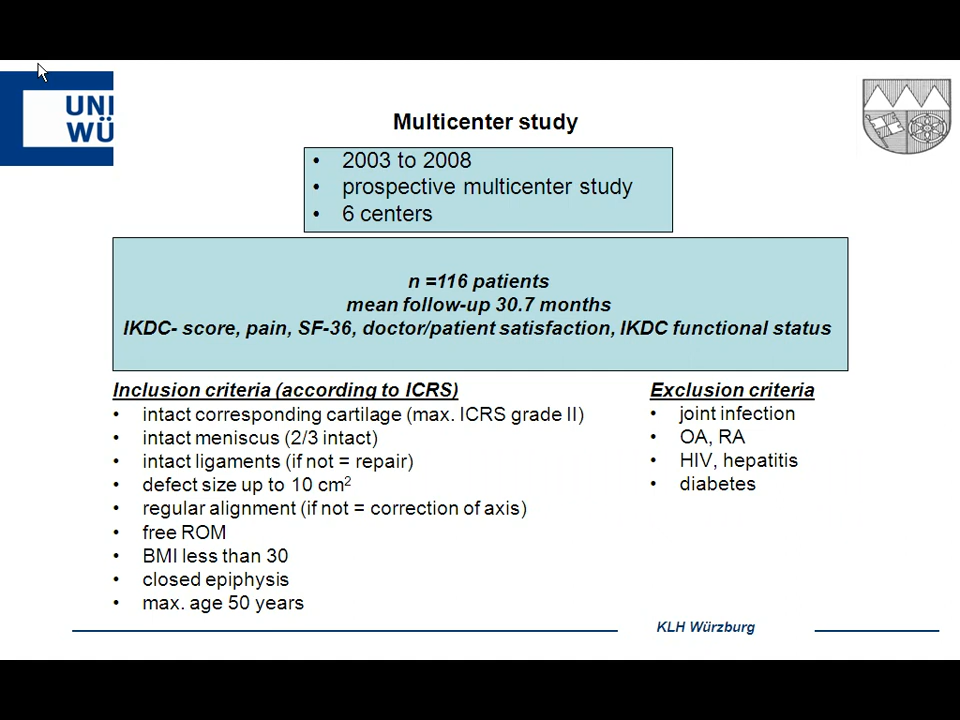 UNI
WÜ
Multicenter study
• 2003 to 2008
• prospective multicenter study
• 6 centers
n =116 patients
mean follow-up 30.7 months
IKDC- score, pain, SF-36, doctor/patient satisfaction, IKDC functional status
Inclusion criteria (according to ICRS)
• intact corresponding cartilage (max. ICRS grade II)
• intact meniscus (2/3 intact)
• intact ligaments (if not = repair)
• defect size up to 10 cm²
• regular alignment (if not = correction of axis)
• free ROM
• BMI less than 30
• closed epiphysis
• max. age 50 years
Exclusion criteria
• joint infection
• OA, RA
• HIV, hepatitis
• diabetes
KLH Würzburg